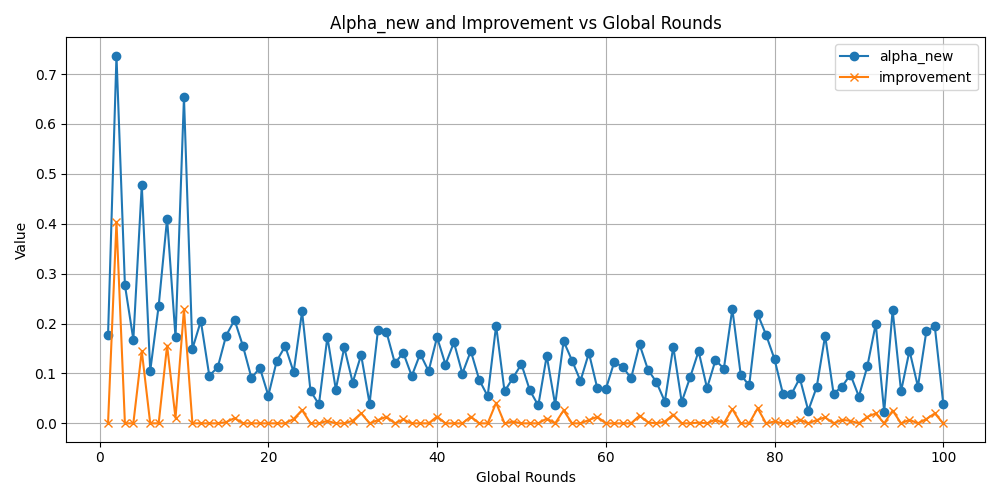 Alpha_new and Improvement vs Global Rounds
alpha_new
improvement
Value
0.7
0.6
0.5
0.4
0.3
0.2
0.1
0.0
0 20 40 60 80 100
Global Rounds